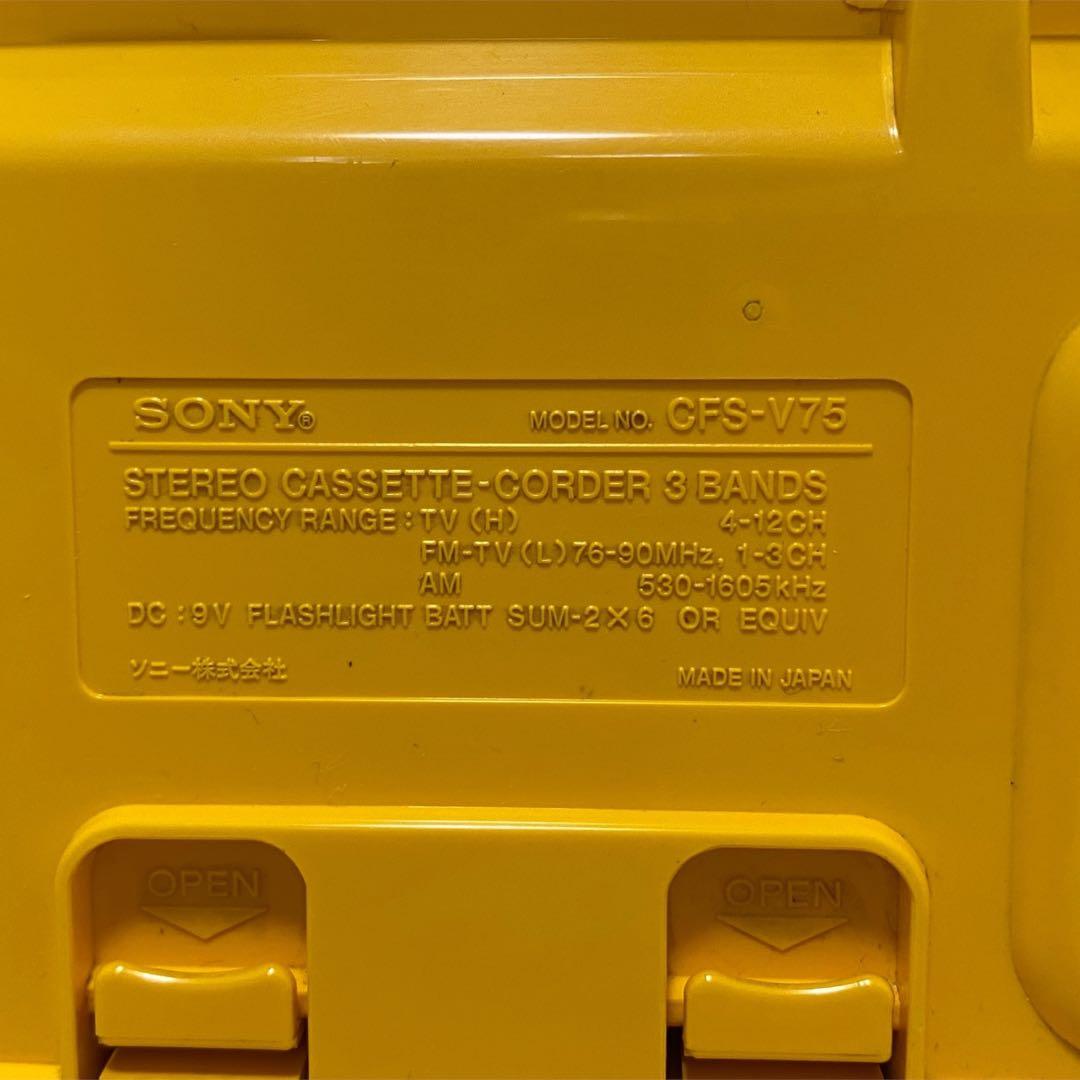 SONY®
MODEL NO. CFS-V75
STEREO CASSETTE-CORDER 3 BANDS
FREQUENCY RANGE : TV (H) 4-12CH
FM-TV (L) 76-90MHz, 1-3CH
AM 530-1605kHz
DC : 9V FLASHLIGHT BATT SUM-2×6 OR EQUIV
ソニー株式会社 MADE IN JAPAN
OPEN OPEN